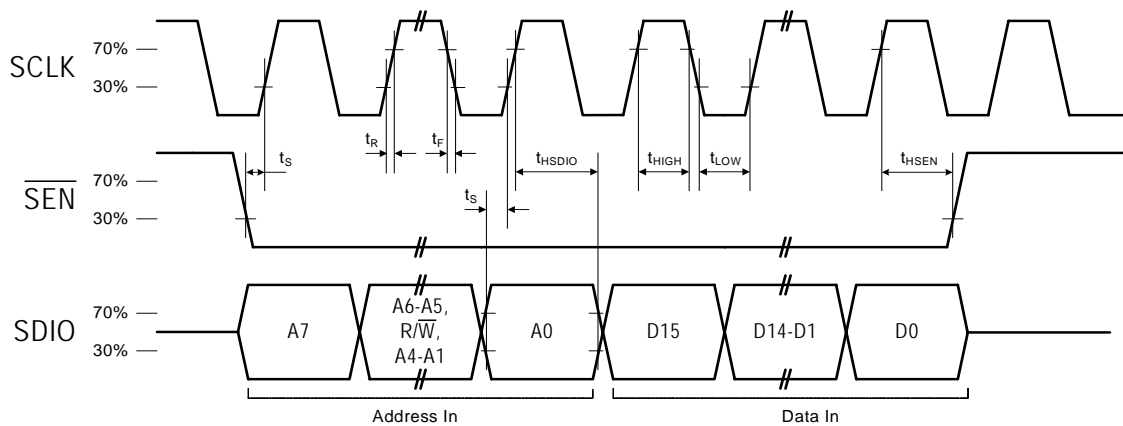 SCLK
70%
30%
tS
tR
tF
tHSDIO
tHIGH
tLOW
tHSEN
SEN
70%
30%
tS
SDIO
70%
30%
A7
A6-A5,
R/W,
A4-A1
A0
D15
D14-D1
D0
Address In
Data In